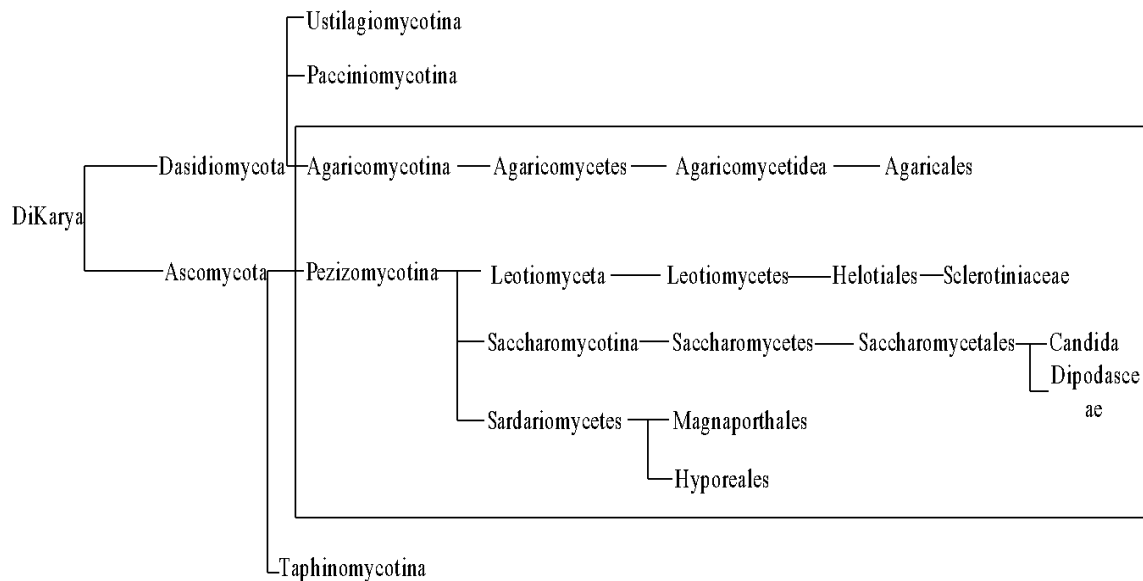 Ustilagiomycotina
Pacciniomycotina
Dasidiomycota Agaricomycotina Agaricomycetes Agaricomycetidea Agaricales
DiKarya
Ascomycota Pezizomycotina Leotiomyceta Leotiomycetes Helotiales Sclerotiniaceae
Saccharomycotina Saccharomycetes Saccharomycetales Candida
Dipodasce
ae
Sardariomycetes Magnaporthales
Hyporeales
Taphinomycotina